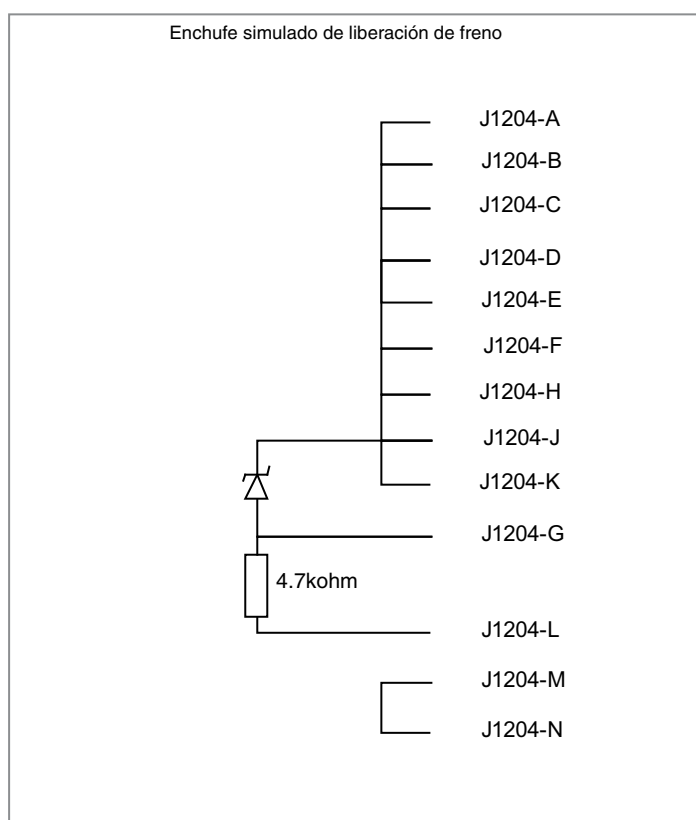 Enchufe simulado de liberación de freno
J1204-A
J1204-B
J1204-C
J1204-D
J1204-E
J1204-F
J1204-H
J1204-J
J1204-K
J1204-G
4.7kohm
J1204-L
J1204-M
J1204-N